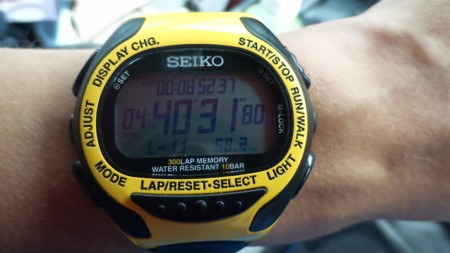 DISPLAY CHG.
START/STOP
RUN/WALK
SEIKO
SET
ADJUST
00:08'52"37
04:40'31"80
300LAP MEMORY
WATER RESISTANT 10BAR
MODE
LAP/RESET•SELECT
LIGHT